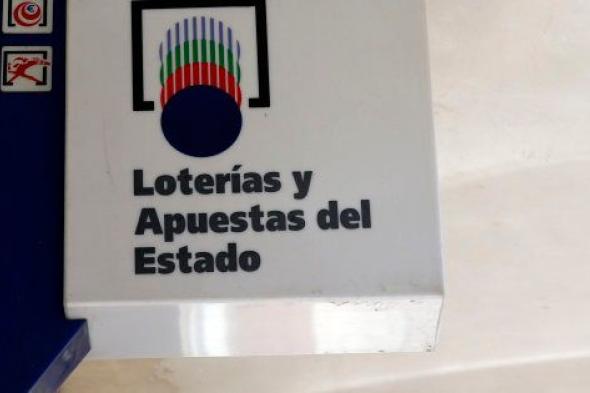 Loterías y
Apuestas del
Estado